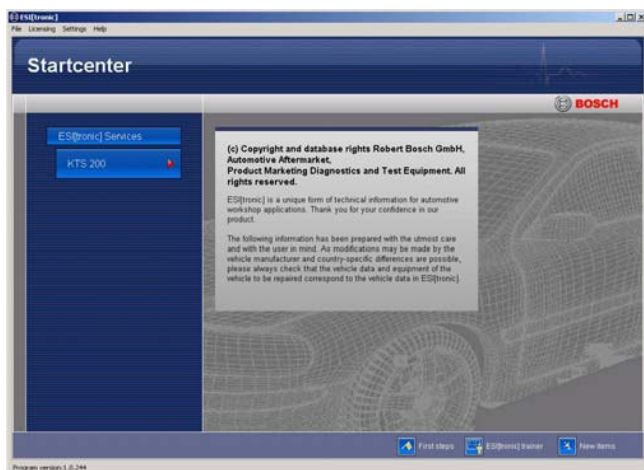 ESI[tronic]
File Licensing Settings Help
Startcenter
BOSCH
ESI[tronic] Services
KTS 200
(c) Copyright and database rights Robert Bosch GmbH,
Automotive Aftermarket,
Product Marketing Diagnostics and Test Equipment. All
rights reserved.
ESI[tronic] is a unique form of technical information for automotive
workshop applications. Thank you for your confidence in our
product.
The following information has been prepared with the utmost care
and with the user in mind. As modifications may be made by the
vehicle manufacturer and country-specific differences are possible,
please always check that the vehicle data and equipment of the
vehicle to be repaired correspond to the vehicle data in ESI[tronic].
First steps ESI[tronic] trainer New items
Program version:1.0.244